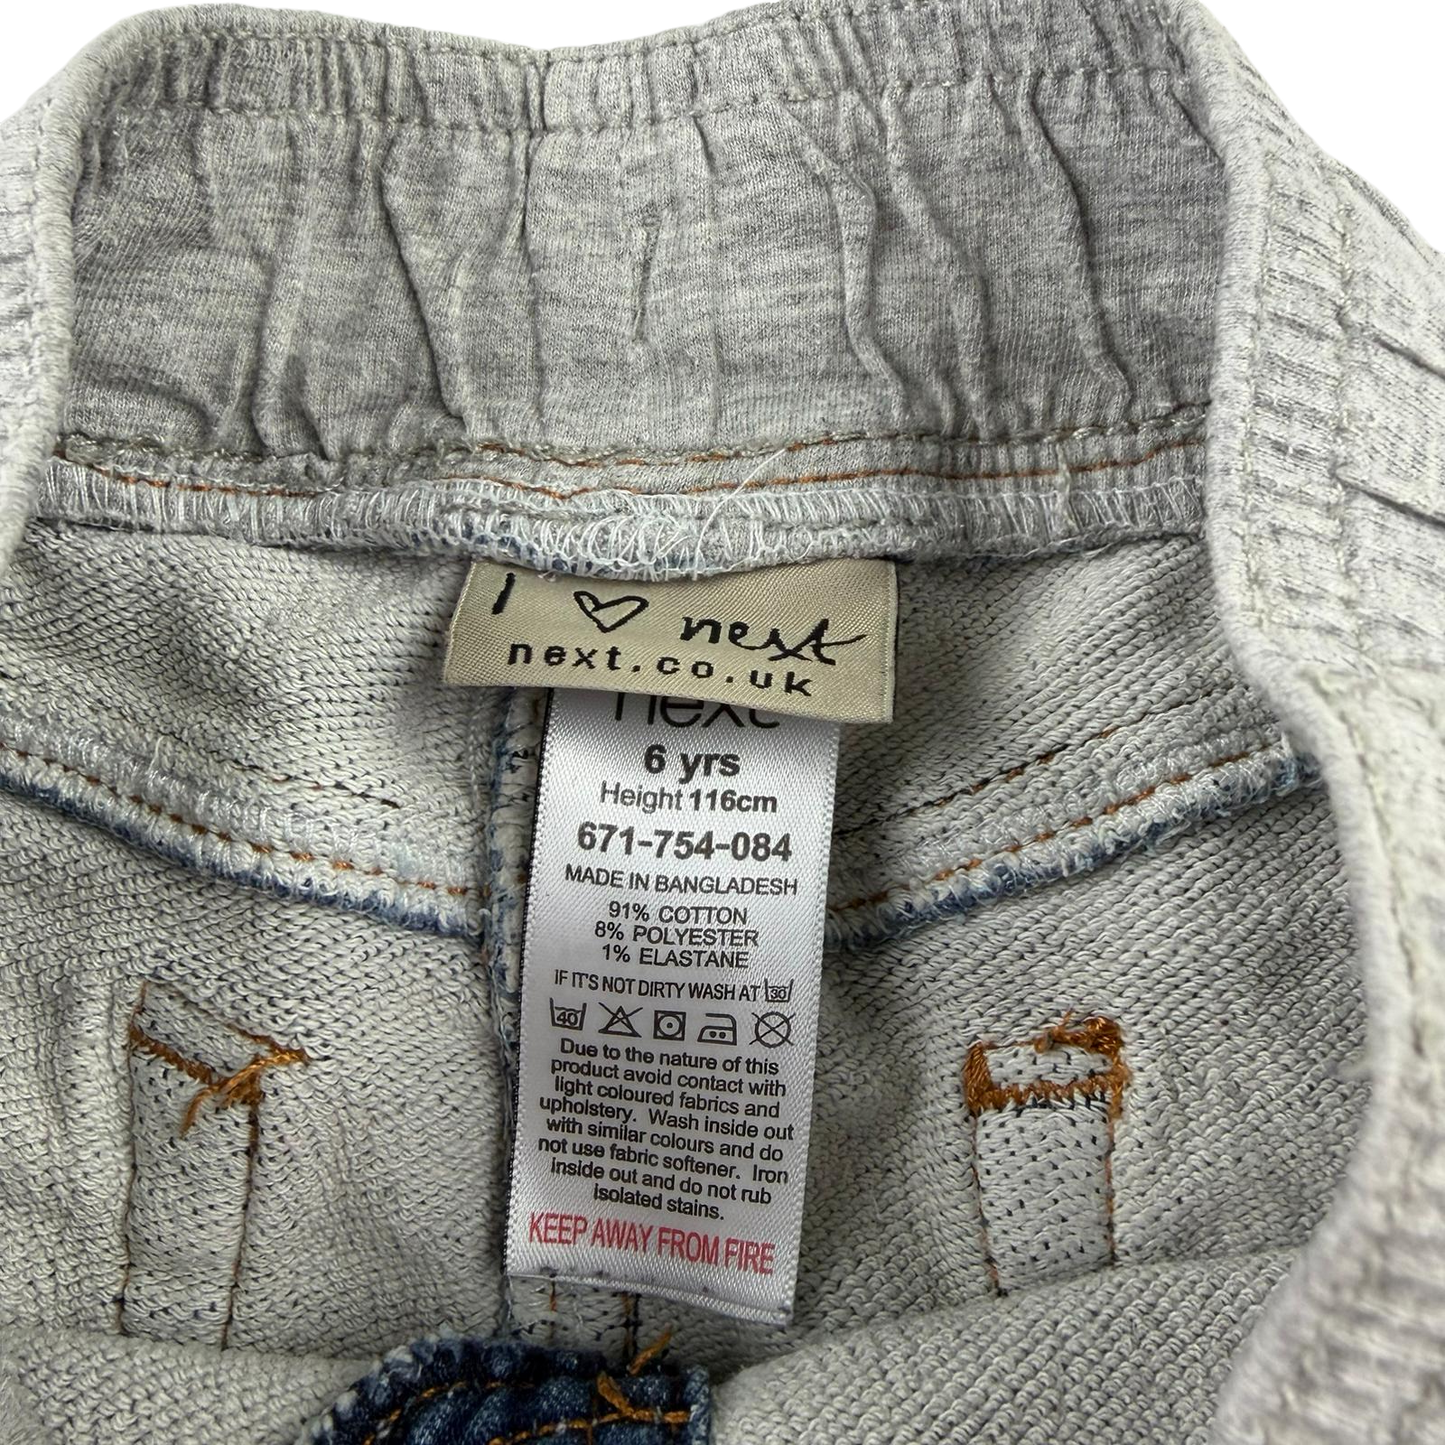 I ♡ next
next.co.uk
next
6 yrs
Height 116cm
671-754-084
MADE IN BANGLADESH
91% COTTON
8% POLYESTER
1% ELASTANE
IF IT'S NOT DIRTY WASH AT 30
40
Due to the nature of this
product avoid contact with
light coloured fabrics and
upholstery. Wash inside out
with similar colours and do
not use fabric softener. Iron
inside out and do not rub
isolated stains.
KEEP AWAY FROM FIRE